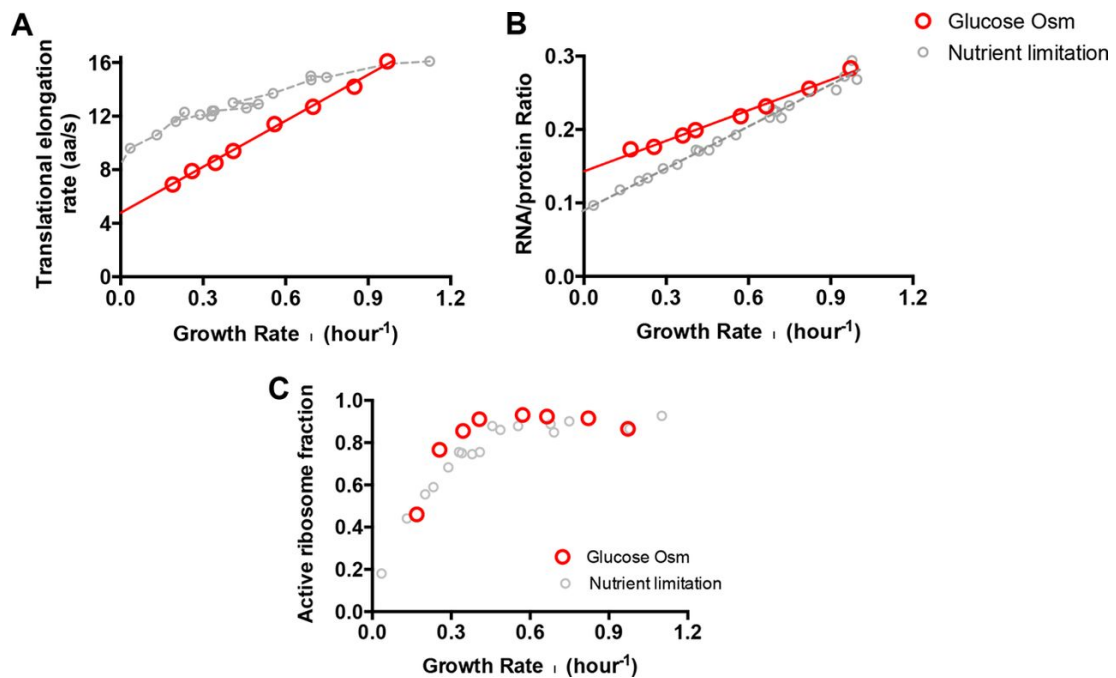 A
Translational elongation
rate (aa/s)
16
12
8
4
0
0.0 0.3 0.6 0.9 1.2
Growth Rate (hour-1)
B
RNA/protein Ratio
0.3
0.2
0.1
0.0
0.0 0.3 0.6 0.9 1.2
Growth Rate (hour-1)
Glucose Osm
Nutrient limitation
C
Active ribosome fraction
1.0
0.8
0.6
0.4
0.2
0.0
Glucose Osm
Nutrient limitation
0.0 0.3 0.6 0.9 1.2
Growth Rate (hour-1)